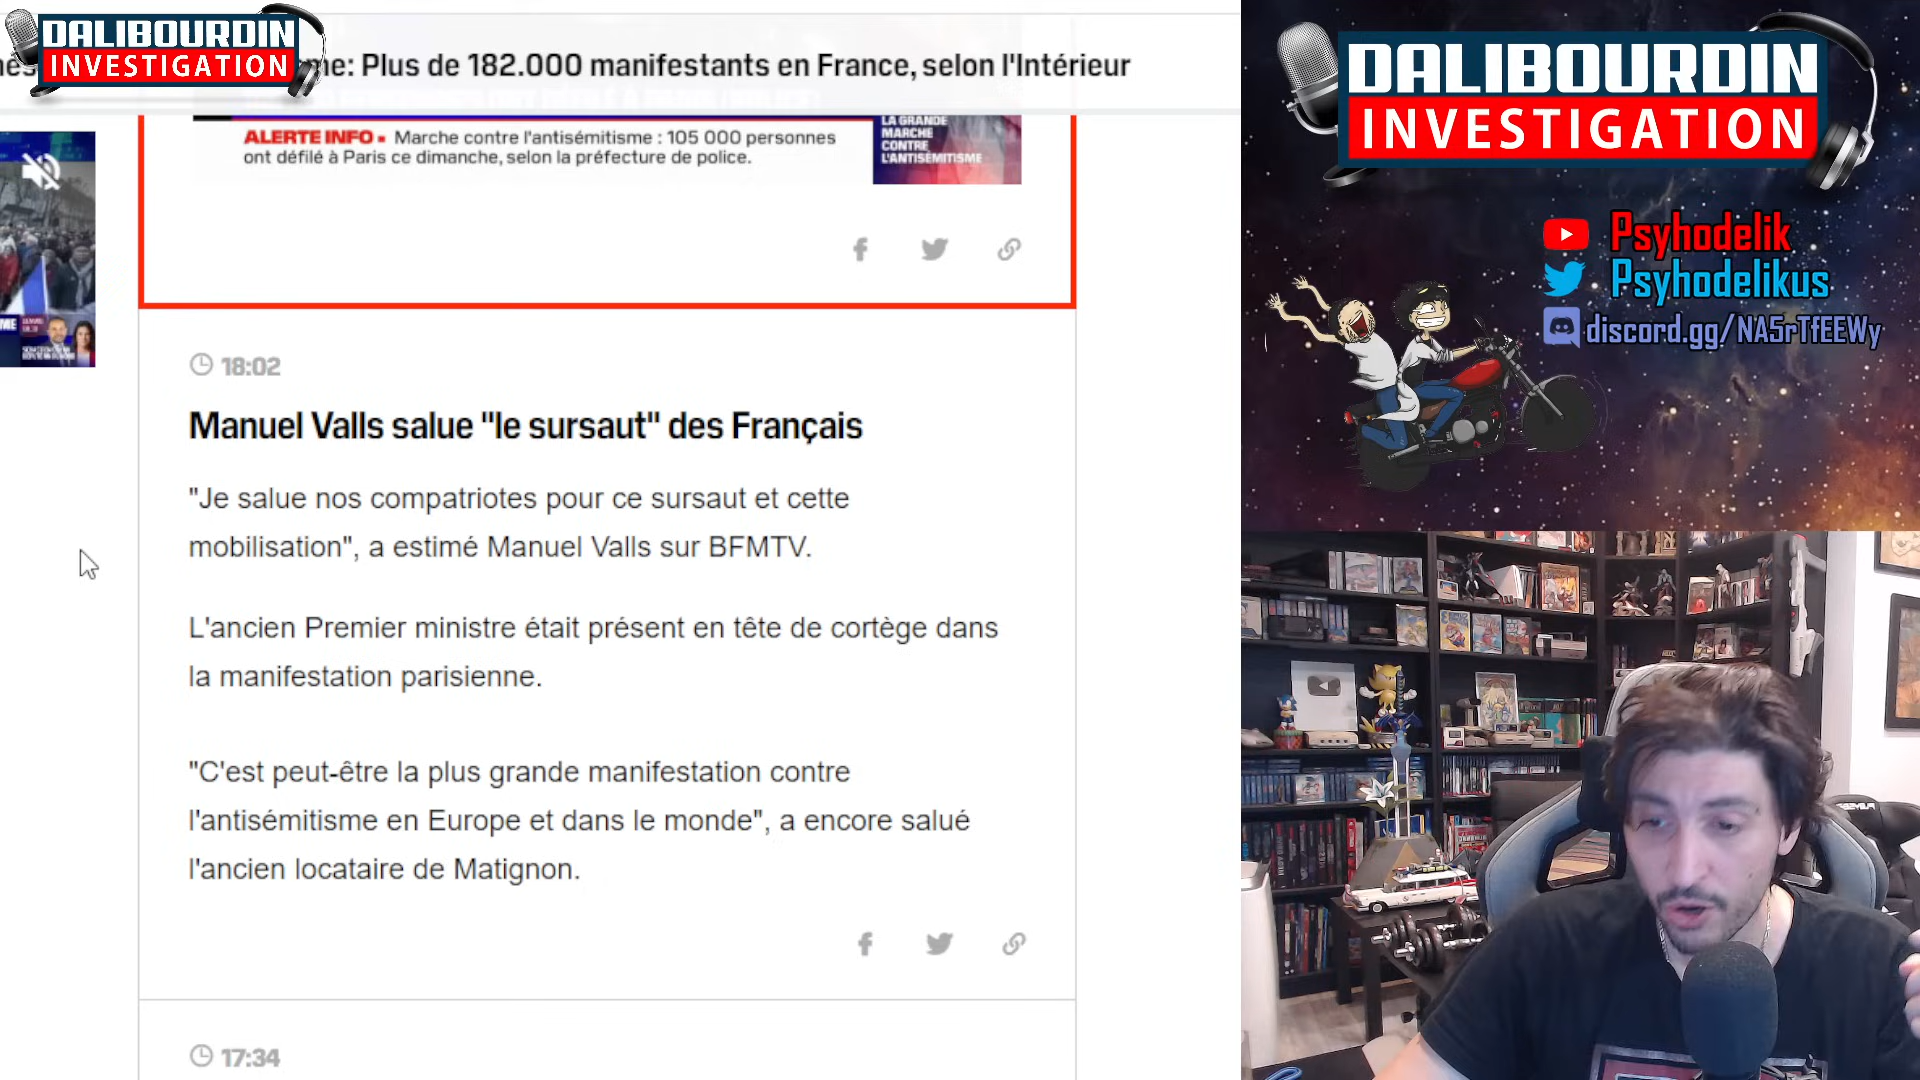 DALIBOURDIN
INVESTIGATION
me: Plus de 182.000 manifestants en France, selon l'Intérieur
ALERTE INFO Marche contre l'antisémitisme : 105 000 personnes
ont défilé à Paris ce dimanche, selon la préfecture de police.
LA GRANDE
MARCHE
CONTRE
L'ANTISÉMITISME
18:02
Manuel Valls salue "le sursaut" des Français
"Je salue nos compatriotes pour ce sursaut et cette
mobilisation", a estimé Manuel Valls sur BFMTV.
L'ancien Premier ministre était présent en tête de cortège dans
la manifestation parisienne.
"C'est peut-être la plus grande manifestation contre
l'antisémitisme en Europe et dans le monde", a encore salué
l'ancien locataire de Matignon.
17:34
DALIBOURDIN
INVESTIGATION
Psyhodelik
Psyhodelikus
discord.gg/NA5rTfEEWy